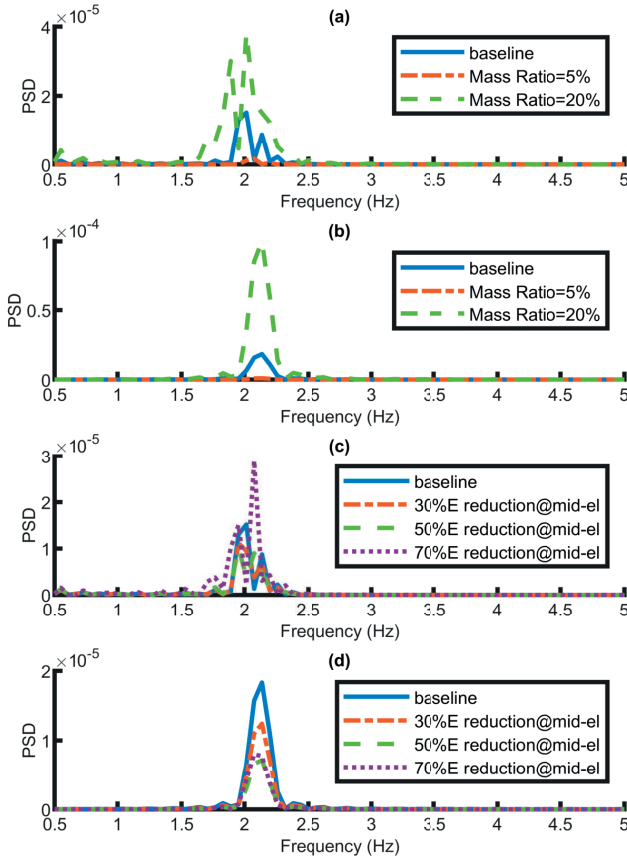 (a)
×10⁻⁵
4
2
0
PSD
baseline
Mass Ratio=5%
Mass Ratio=20%
0.5 1 1.5 2 2.5 3 3.5 4 4.5 5
Frequency (Hz)
(b)
×10⁻⁴
1
0.5
0
PSD
baseline
Mass Ratio=5%
Mass Ratio=20%
0.5 1 1.5 2 2.5 3 3.5 4 4.5 5
Frequency (Hz)
(c)
×10⁻⁵
3
2
1
0
PSD
baseline
30%E reduction@mid-el
50%E reduction@mid-el
70%E reduction@mid-el
0.5 1 1.5 2 2.5 3 3.5 4 4.5 5
Frequency (Hz)
(d)
×10⁻⁵
2
1
0
PSD
baseline
30%E reduction@mid-el
50%E reduction@mid-el
70%E reduction@mid-el
0.5 1 1.5 2 2.5 3 3.5 4 4.5 5
Frequency (Hz)